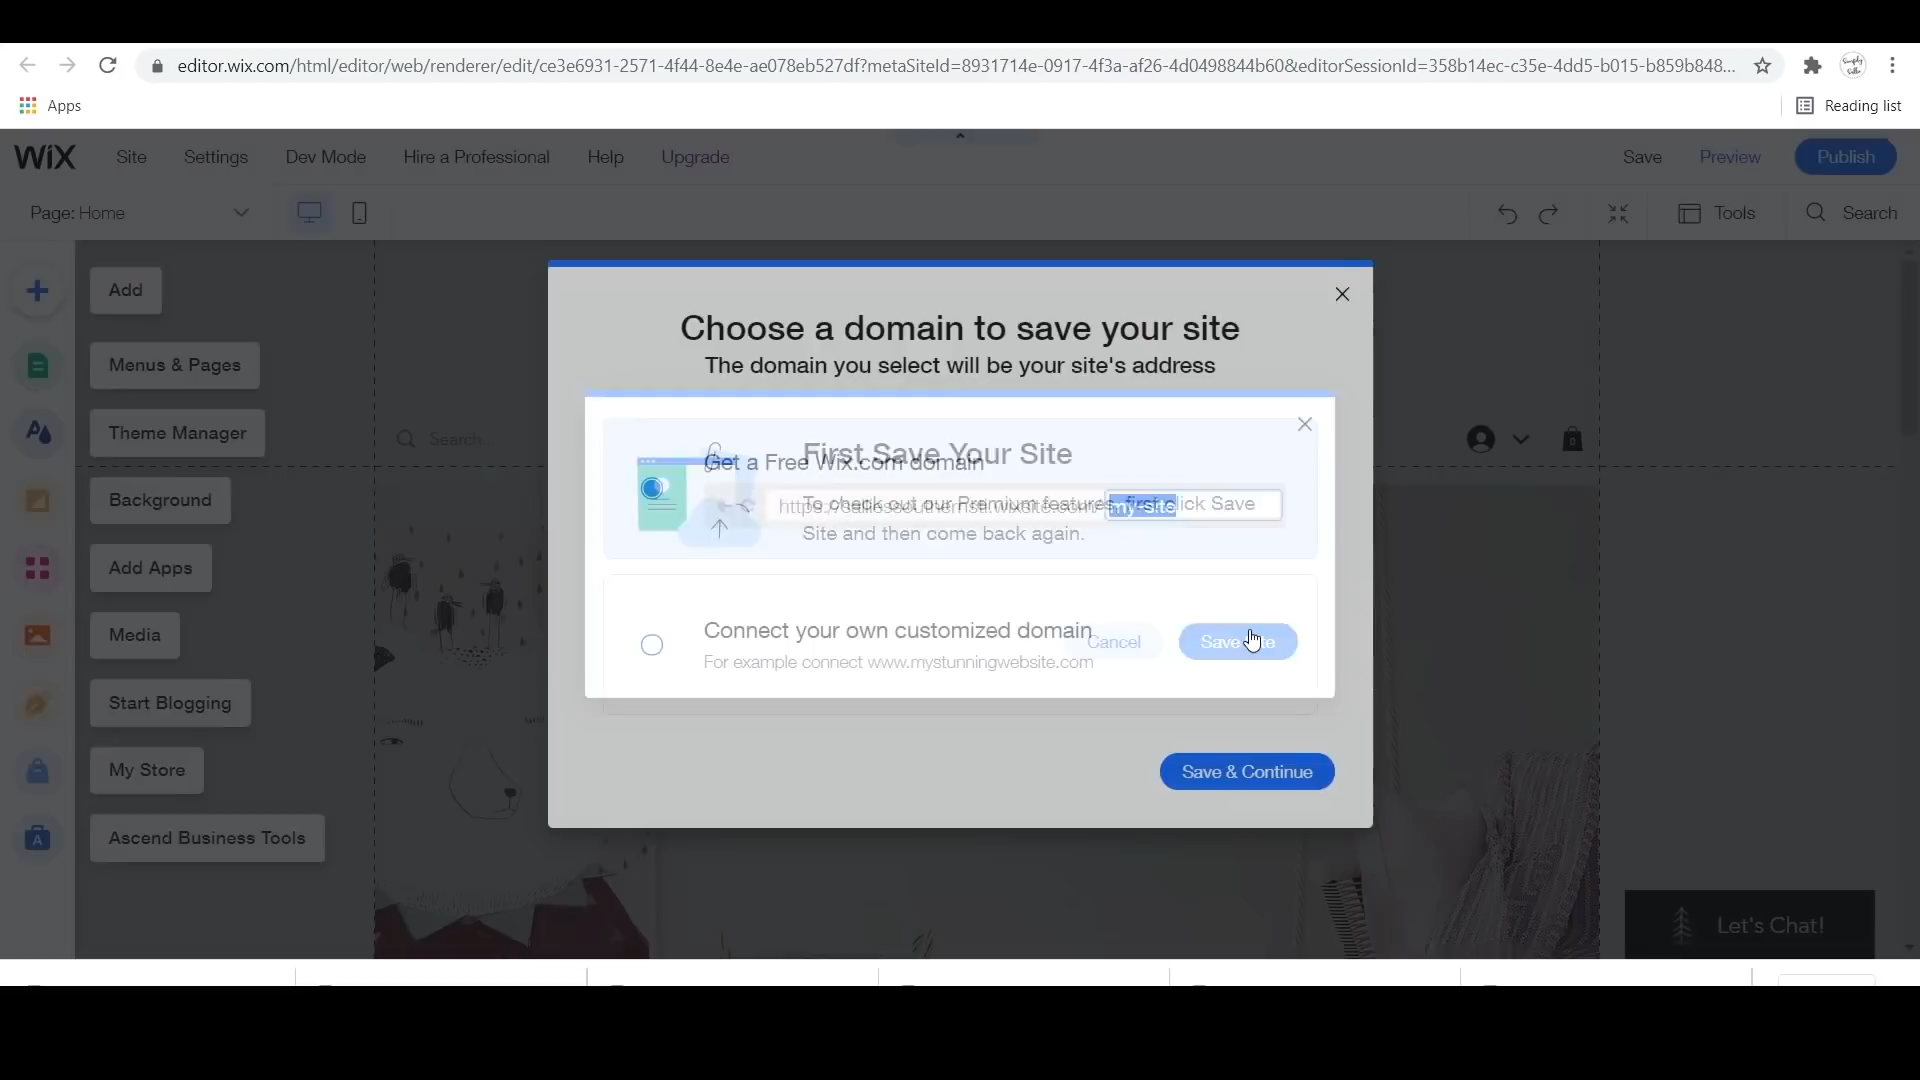 editor.wix.com/html/editor/web/renderer/edit/ce3e6931-2571-4f44-8e4e-ae078eb527df?metaSiteId=8931714e-0917-4f3a-af26-4d0498844b60&editorSessionId=358b14ec-c35e-4dd5-b015-b859b848...
Apps
Reading list
WiX
Site
Settings
Dev Mode
Hire a Professional
Help
Upgrade
Save
Preview
Publish
Page: Home
Tools
Search
Add
Menus & Pages
Theme Manager
Background
Add Apps
Media
Start Blogging
My Store
Ascend Business Tools
Search...
0
Choose a domain to save your site
The domain you select will be your site's address
First Save Your Site
Get a Free Wix.com domain
To check out our Premium features, first click Save
my-site
Site and then come back again.
Connect your own customized domain
For example connect www.mystunningwebsite.com
Cancel
Save Site
Save & Continue
Let's Chat!